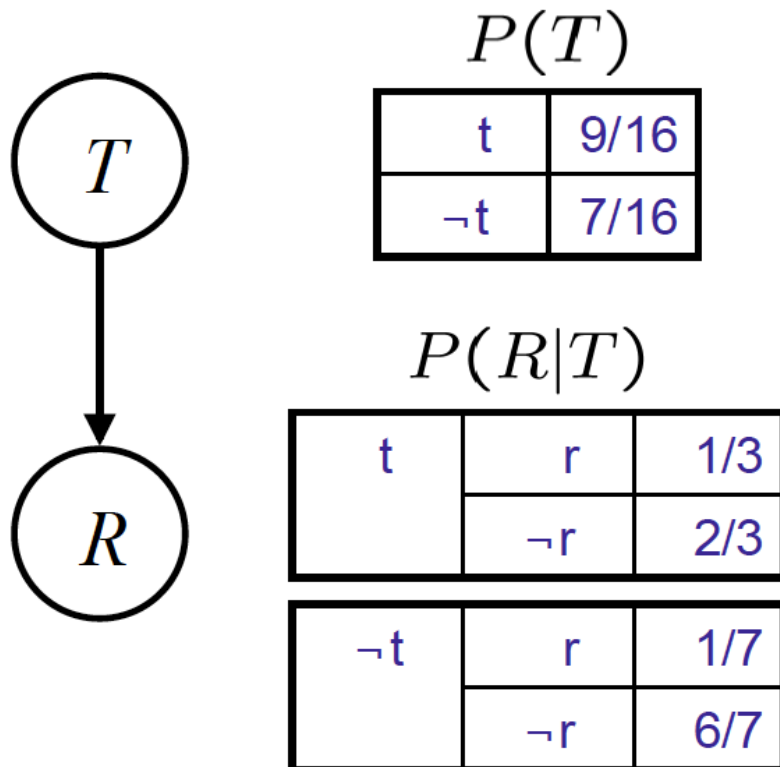 P(T)
T
t 9/16
¬t 7/16
P(R|T)
t r 1/3
¬r 2/3
R
¬t r 1/7
¬r 6/7